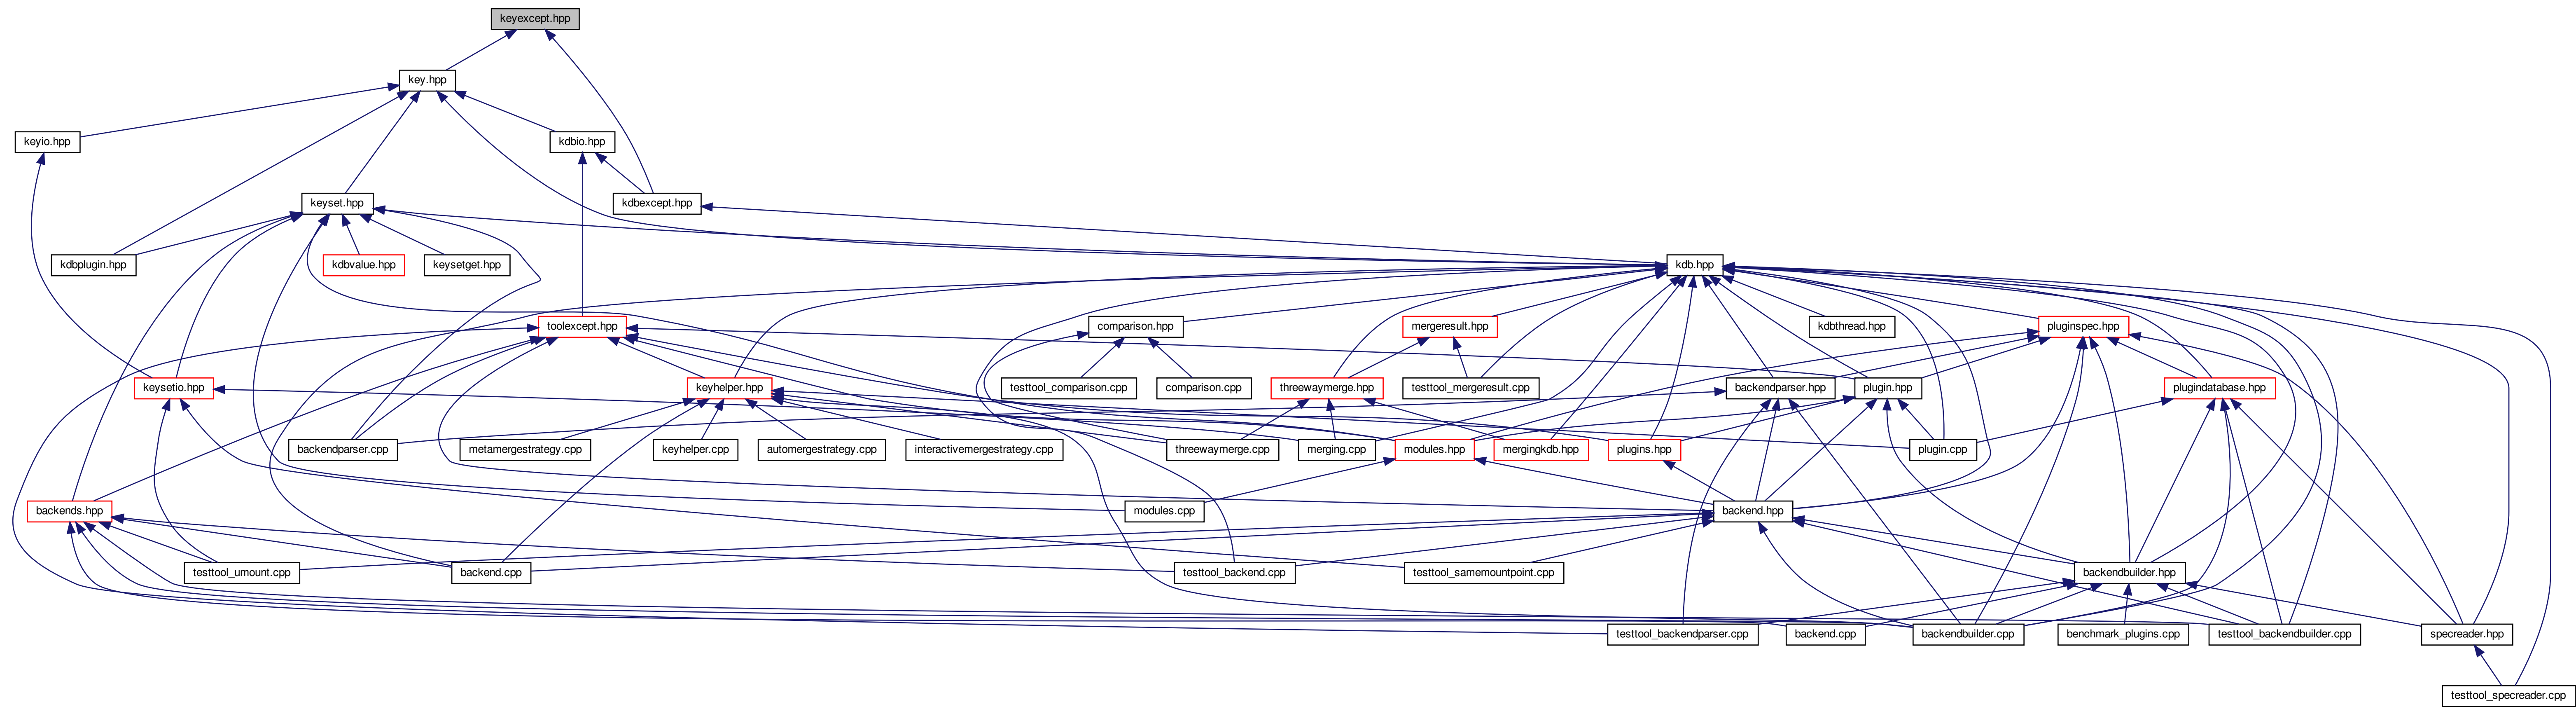 keyexcept.hpp
key.hpp
keyio.hpp
kdbio.hpp
keyset.hpp
kdbexcept.hpp
kdbplugin.hpp
kdbvalue.hpp
keysetget.hpp
kdb.hpp
toolexcept.hpp
comparison.hpp
mergeresult.hpp
kdbthread.hpp
pluginspec.hpp
keysetio.hpp
keyhelper.hpp
testtool_comparison.cpp
comparison.cpp
threewaymerge.hpp
testtool_mergeresult.cpp
backendparser.hpp
plugin.hpp
plugindatabase.hpp
backendparser.cpp
metamergestrategy.cpp
keyhelper.cpp
automergestrategy.cpp
interactivemergestrategy.cpp
threewaymerge.cpp
merging.cpp
modules.hpp
mergingkdb.hpp
plugins.hpp
plugin.cpp
backends.hpp
modules.cpp
backend.hpp
testtool_umount.cpp
backend.cpp
testtool_backend.cpp
testtool_samemountpoint.cpp
backendbuilder.hpp
testtool_backendparser.cpp
backend.cpp
backendbuilder.cpp
benchmark_plugins.cpp
testtool_backendbuilder.cpp
specreader.hpp
testtool_specreader.cpp